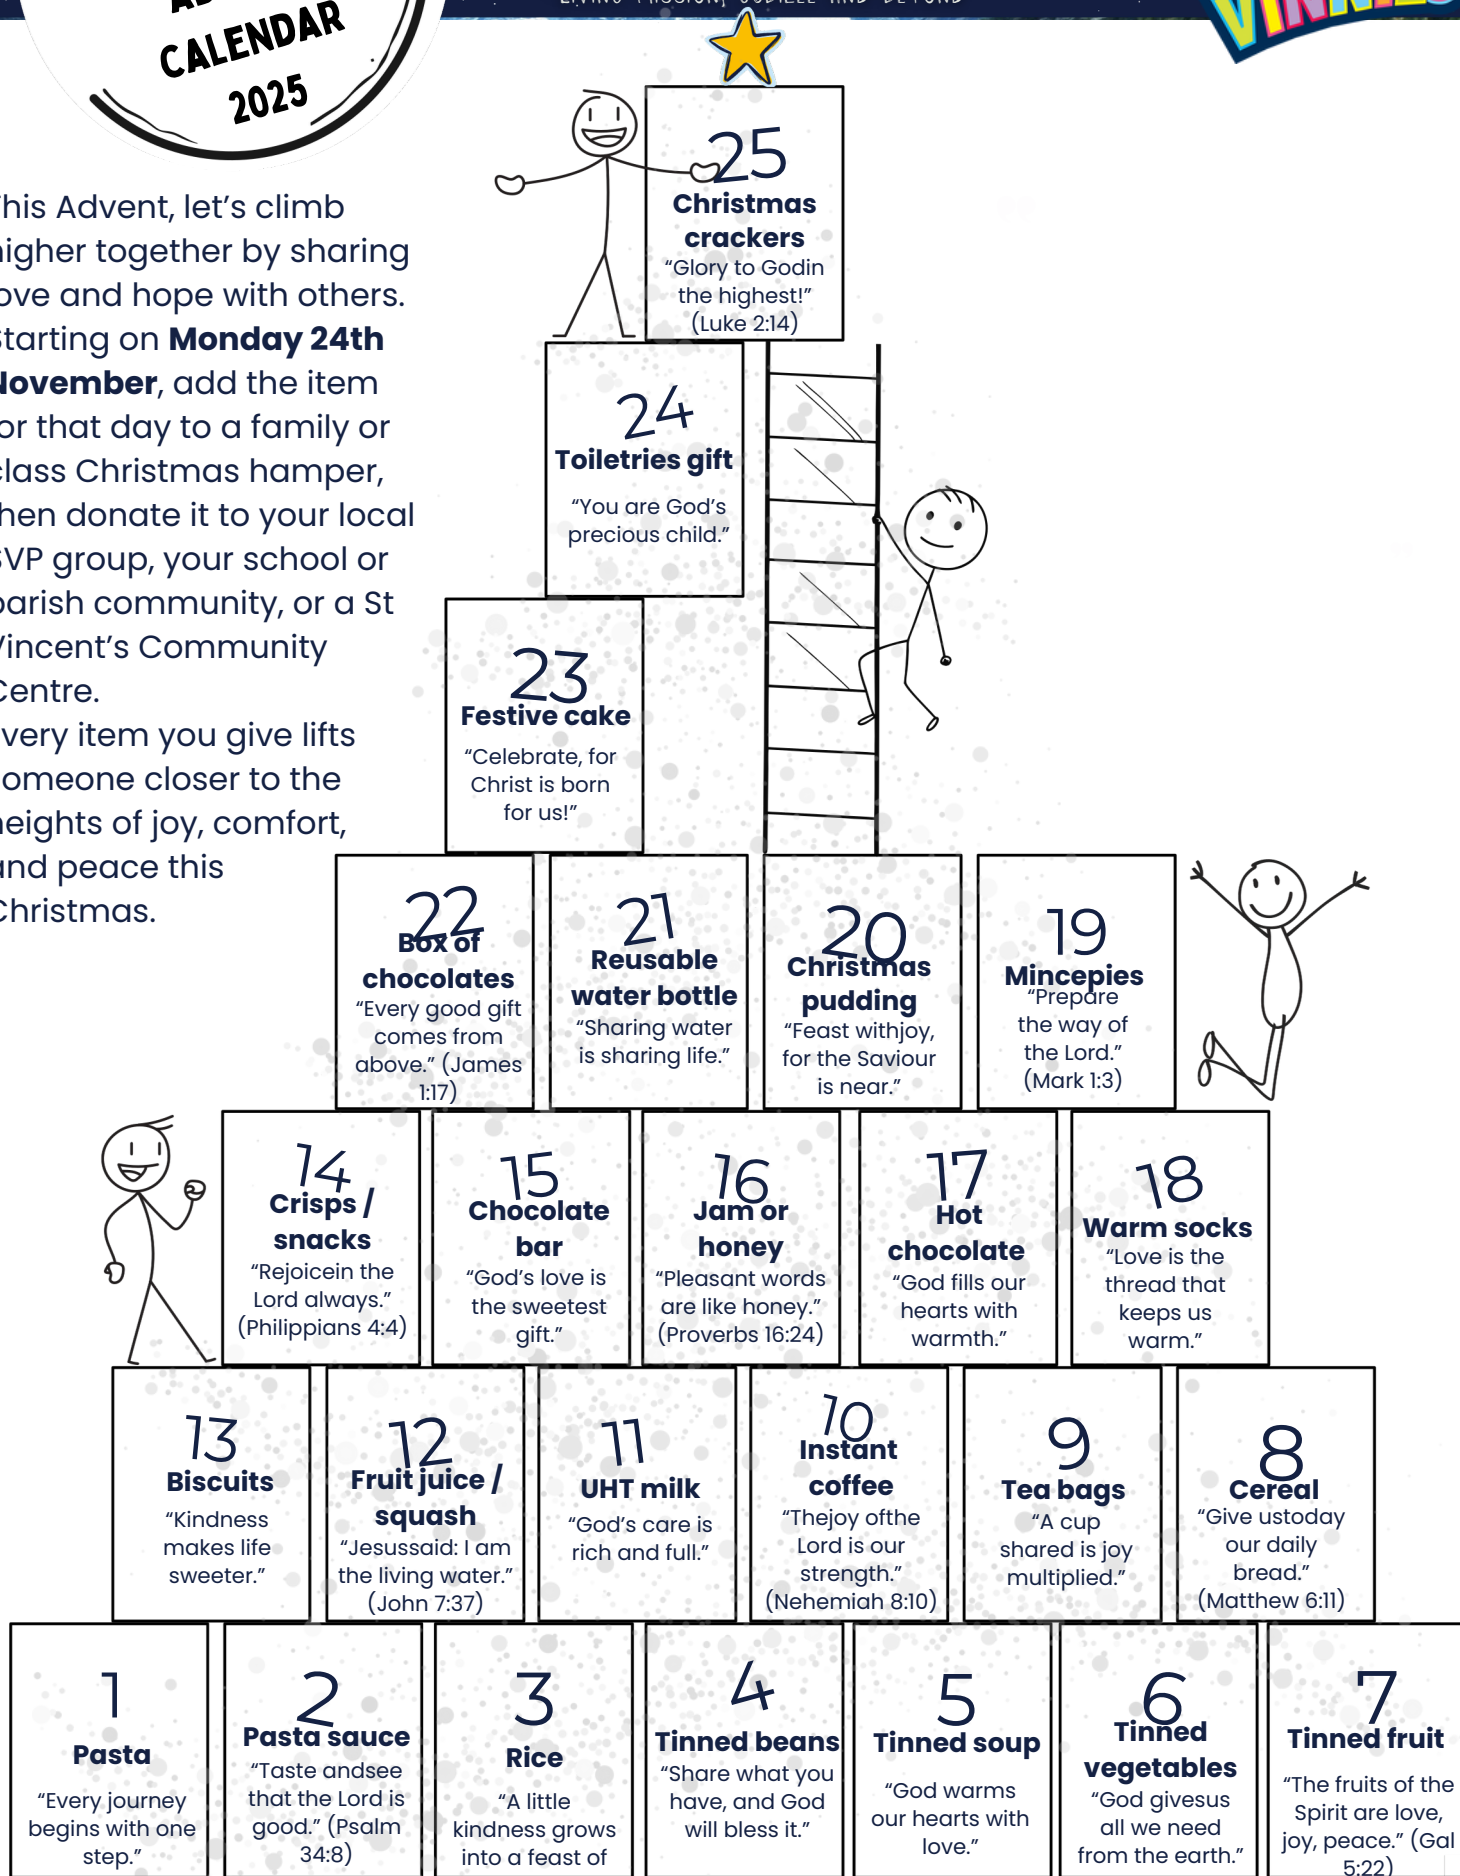 LIVING MISSION, JUBILEE AND BEYOND
CALENDAR
2025
VINNIES
his Advent, let’s climb
igher together by sharing
ove and hope with others.
Starting on Monday 24th
November, add the item
or that day to a family or
class Christmas hamper,
hen donate it to your local
SVP group, your school or
parish community, or a St
Vincent’s Community
Centre.
very item you give lifts
omeone closer to the
heights of joy, comfort,
and peace this
Christmas.
25
Christmas
crackers
“Glory to Godin
the highest!”
(Luke 2:14)
24
Toiletries gift
“You are God’s
precious child.”
23
Festive cake
“Celebrate, for
Christ is born
for us!”
22
Box of
chocolates
“Every good gift
comes from
above.” (James
1:17)
21
Reusable
water bottle
“Sharing water
is sharing life.”
20
Christmas
pudding
“Feast withjoy,
for the Saviour
is near.”
19
Mincepies
“Prepare
the way of
the Lord.”
(Mark 1:3)
14
Crisps /
snacks
“Rejoicein the
Lord always.”
(Philippians 4:4)
15
Chocolate
bar
“God’s love is
the sweetest
gift.”
16
Jam or
honey
“Pleasant words
are like honey.”
(Proverbs 16:24)
17
Hot
chocolate
“God fills our
hearts with
warmth.”
18
Warm socks
“Love is the
thread that
keeps us
warm.”
13
Biscuits
“Kindness
makes life
sweeter.”
12
Fruit juice /
squash
“Jesussaid: I am
the living water.”
(John 7:37)
11
UHT milk
“God’s care is
rich and full.”
10
Instant
coffee
“Thejoy ofthe
Lord is our
strength.”
(Nehemiah 8:10)
9
Tea bags
“A cup
shared is joy
multiplied.”
8
Cereal
“Give ustoday
our daily
bread.”
(Matthew 6:11)
1
Pasta
“Every journey
begins with one
step.”
2
Pasta sauce
“Taste andsee
that the Lord is
good.” (Psalm
34:8)
3
Rice
“A little
kindness grows
into a feast of
4
Tinned beans
“Share what you
have, and God
will bless it.”
5
Tinned soup
“God warms
our hearts with
love.”
6
Tinned
vegetables
“God givesus
all we need
from the earth.”
7
Tinned fruit
“The fruits of the
Spirit are love,
joy, peace.” (Gal
5:22)